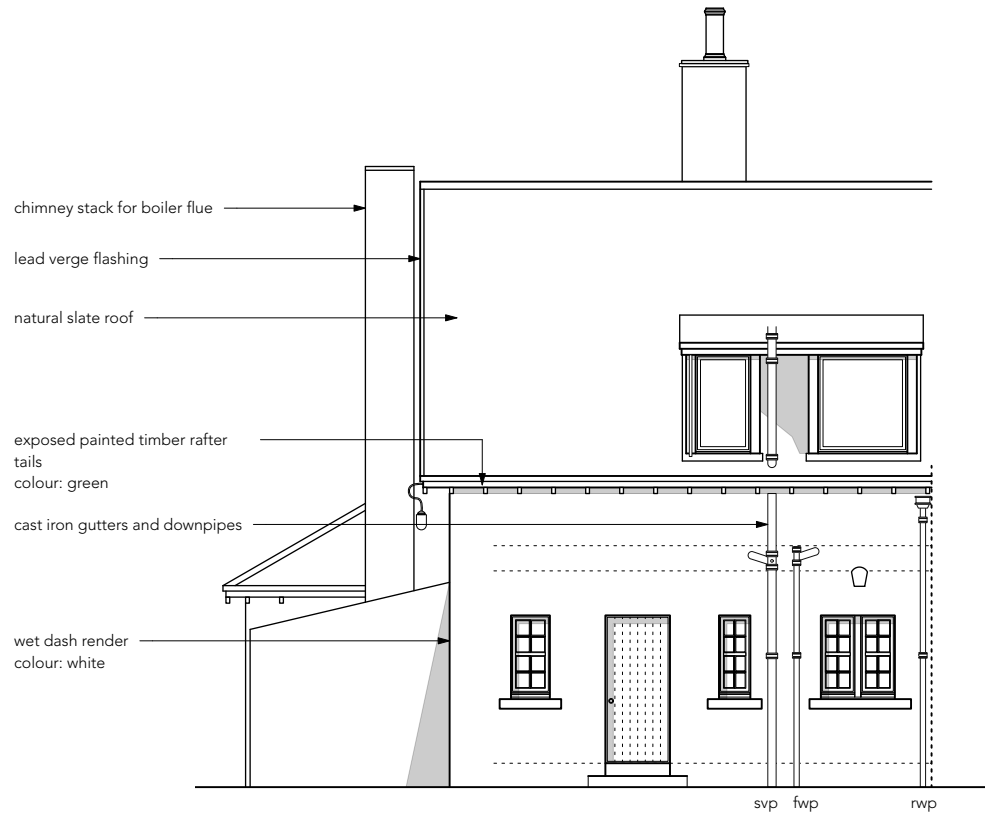 chimney stack for boiler flue
lead verge flashing
natural slate roof
exposed painted timber rafter
tails
colour: green
cast iron gutters and downpipes
wet dash render
colour: white
svp fwp rwp